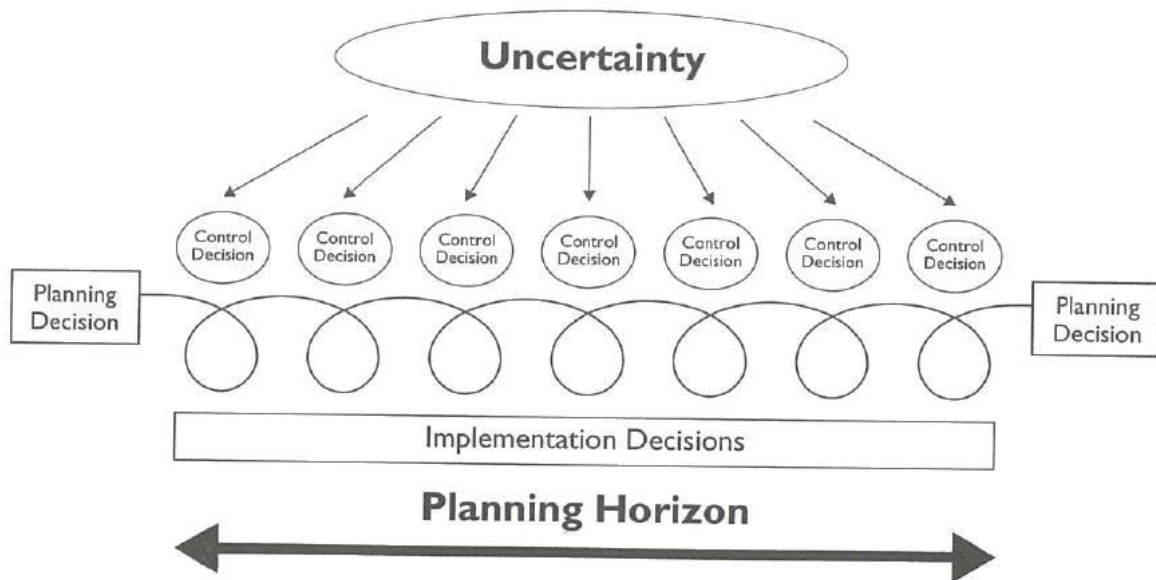 Uncertainty
Control
Decision
Control
Decision
Control
Decision
Control
Decision
Control
Decision
Control
Decision
Control
Decision
Planning
Decision
Planning
Decision
Implementation Decisions
Planning Horizon